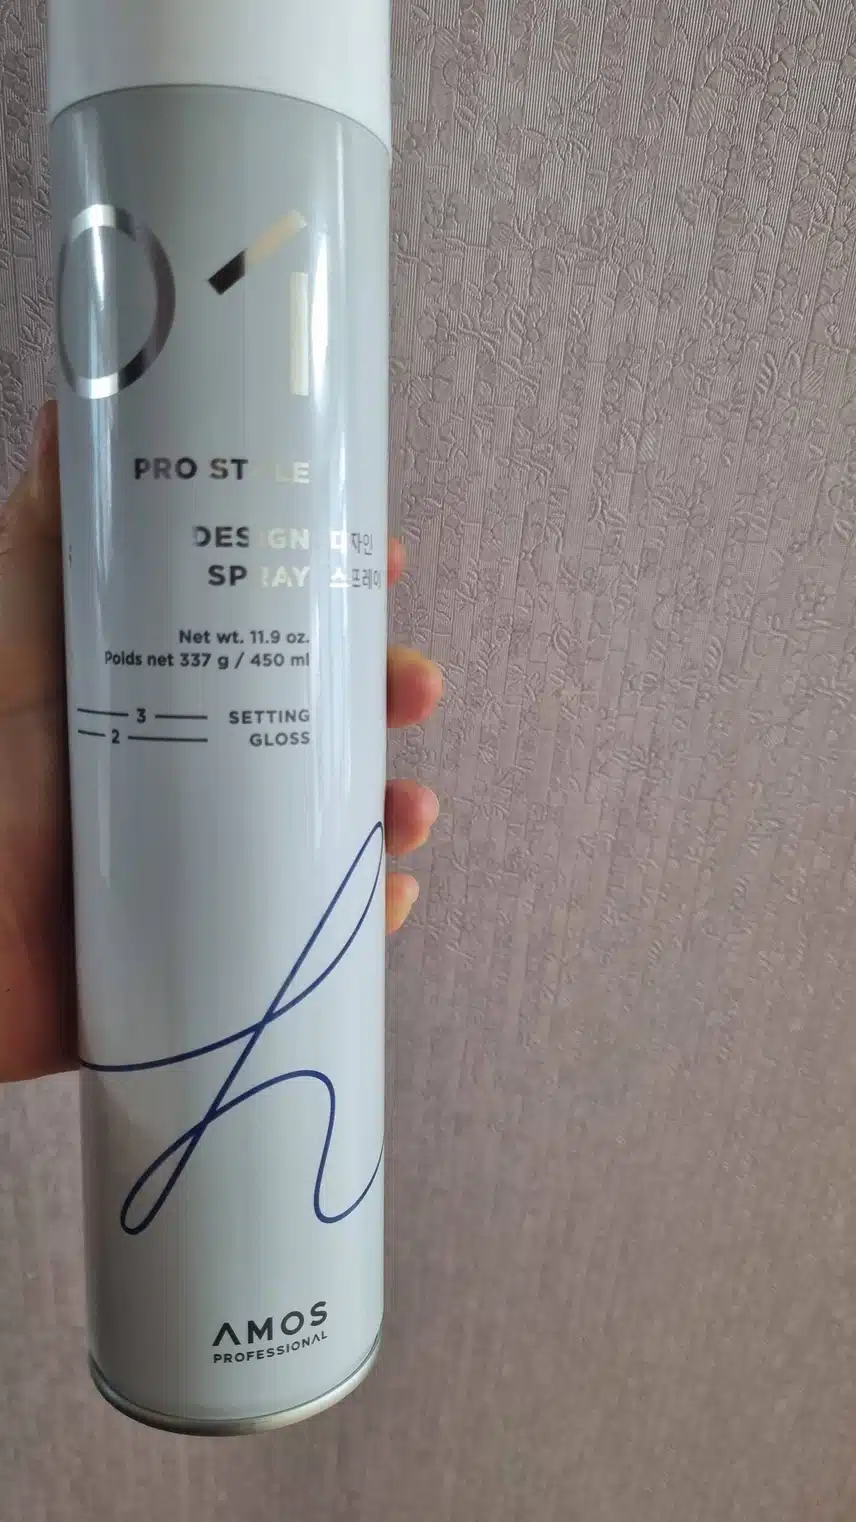 01
PRO STYLE
DESIGN 디자인
SPRAY 스프레이
Net wt. 11.9 oz.
Poids net 337 g / 450 ml
3 SETTING
2 GLOSS
AMOS
PROFESSIONAL